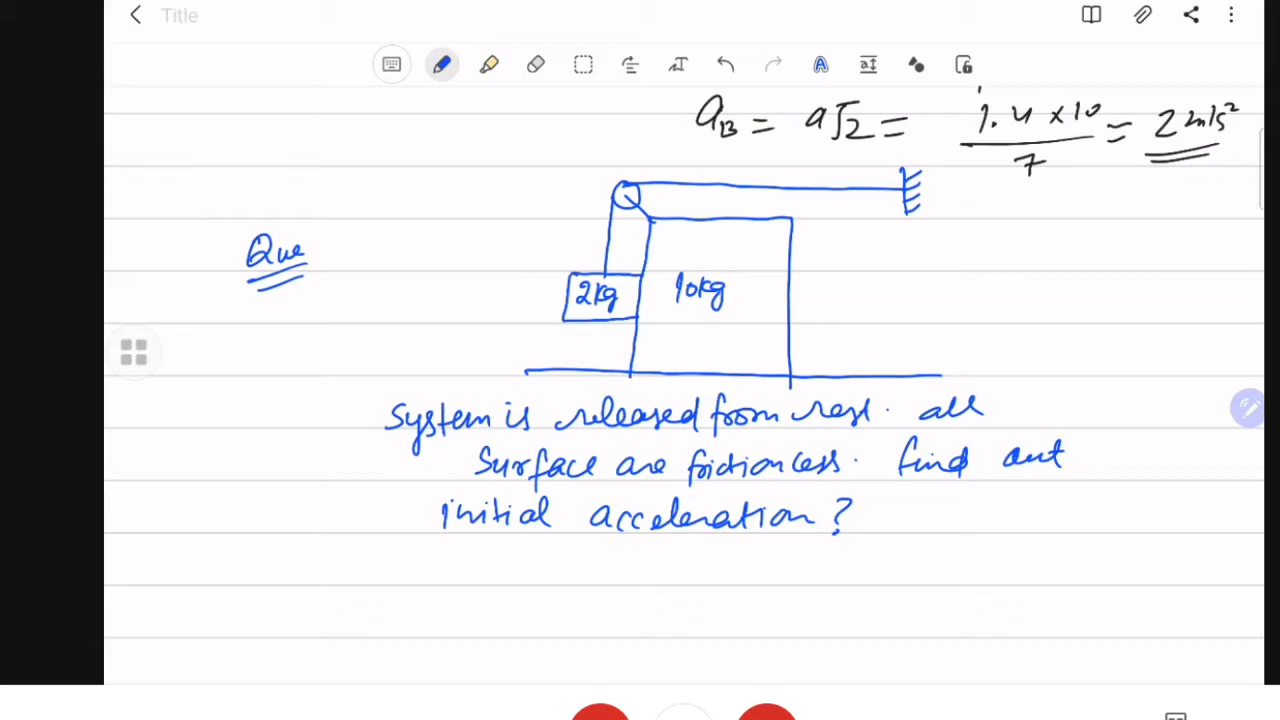 Title
a_B = a√2 = 1.4 × 10 / 7 = 2 m/s²
Que
2kg 10kg
System is released from rest. all
surface are frictionless. find out
initial acceleration?